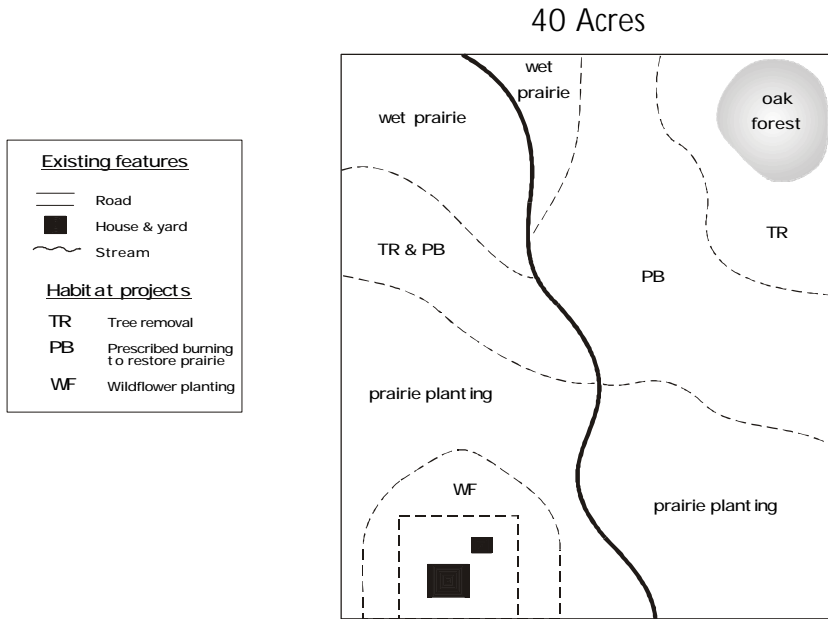 40 Acres
Existing features
Road
House & yard
Stream
Habitat projects
TR Tree removal
PB Prescribed burning
to restore prairie
WF Wildflower planting
wet
prairie
wet prairie
oak
forest
TR & PB
TR
PB
prairie planting
WF
prairie planting